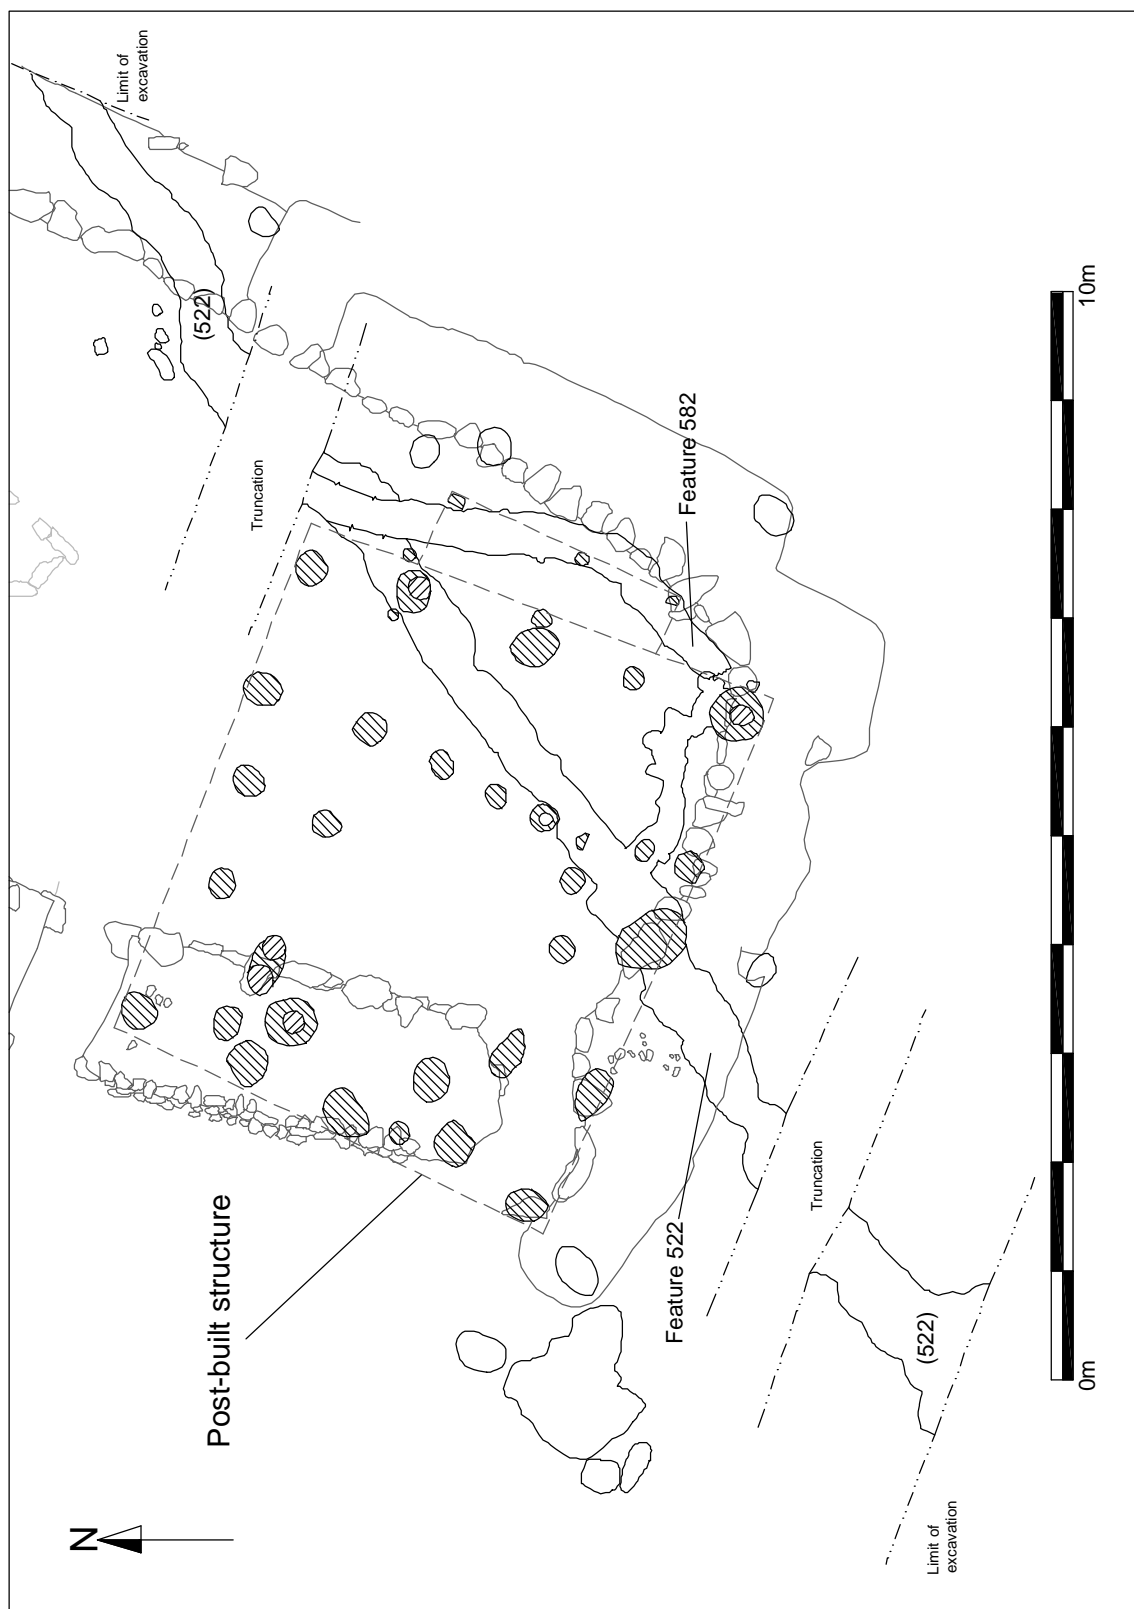 N
Post-built structure
Limit of
excavation
(522)
Truncation
Feature 582
Feature 522
Truncation
(522)
Limit of
excavation
0m
10m